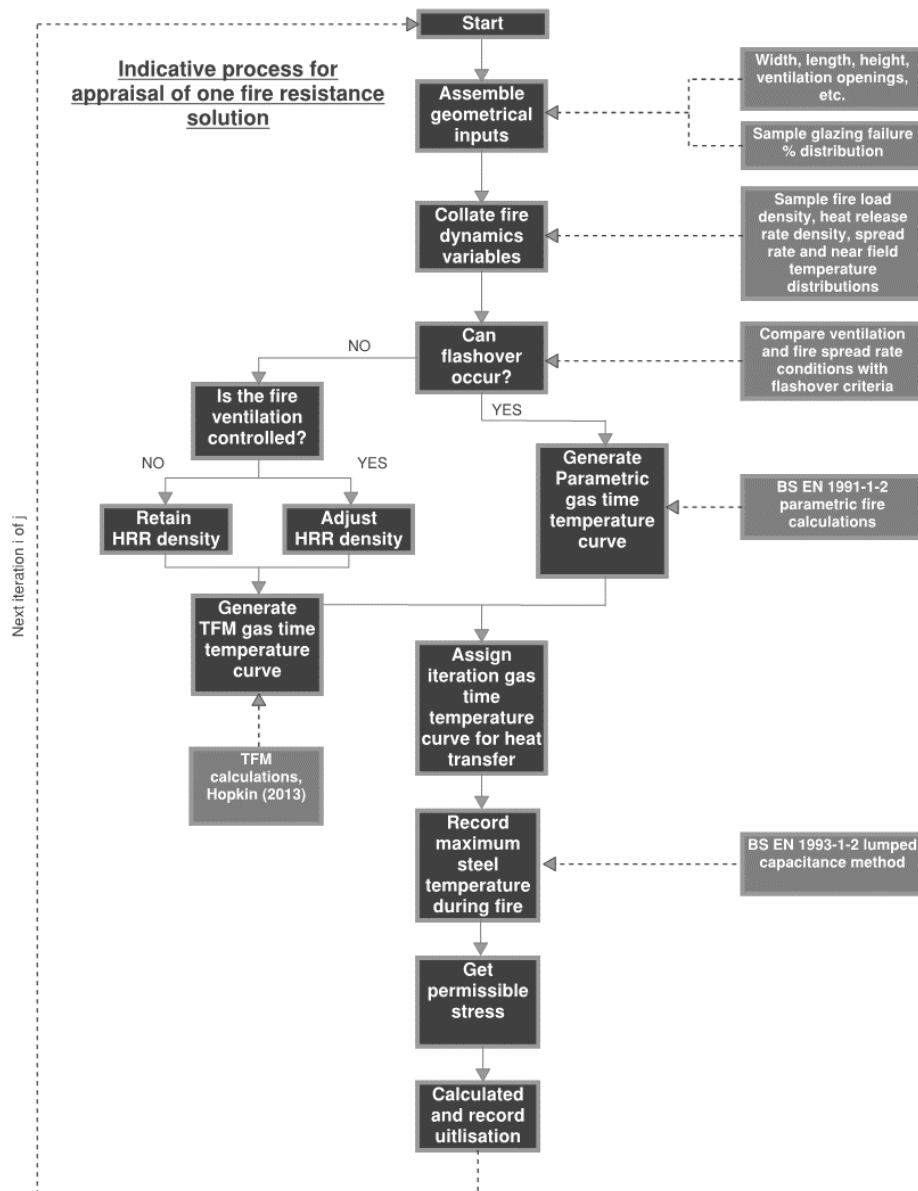 Start
Indicative process for
appraisal of one fire resistance
solution
Width, length, height,
ventilation openings,
etc.
Assemble
geometrical
inputs
Sample glazing failure
% distribution
Collate fire
dynamics
variables
Sample fire load
density, heat release
rate density, spread
rate and near field
temperature
distributions
Can
flashover
occur?
Compare ventilation
and fire spread rate
conditions with
flashover criteria
NO
YES
Is the fire
ventilation
controlled?
NO
YES
Generate
Parametric
gas time
temperature
curve
BS EN 1991-1-2
parametric fire
calculations
Retain
HRR density
Adjust
HRR density
Next iteration i of j
Generate
TFM gas time
temperature
curve
Assign
iteration gas
time
temperature
curve for heat
transfer
TFM
calculations,
Hopkin (2013)
Record
maximum
steel
temperature
during fire
BS EN 1993-1-2 lumped
capacitance method
Get
permissible
stress
Calculated
and record
uitlisation